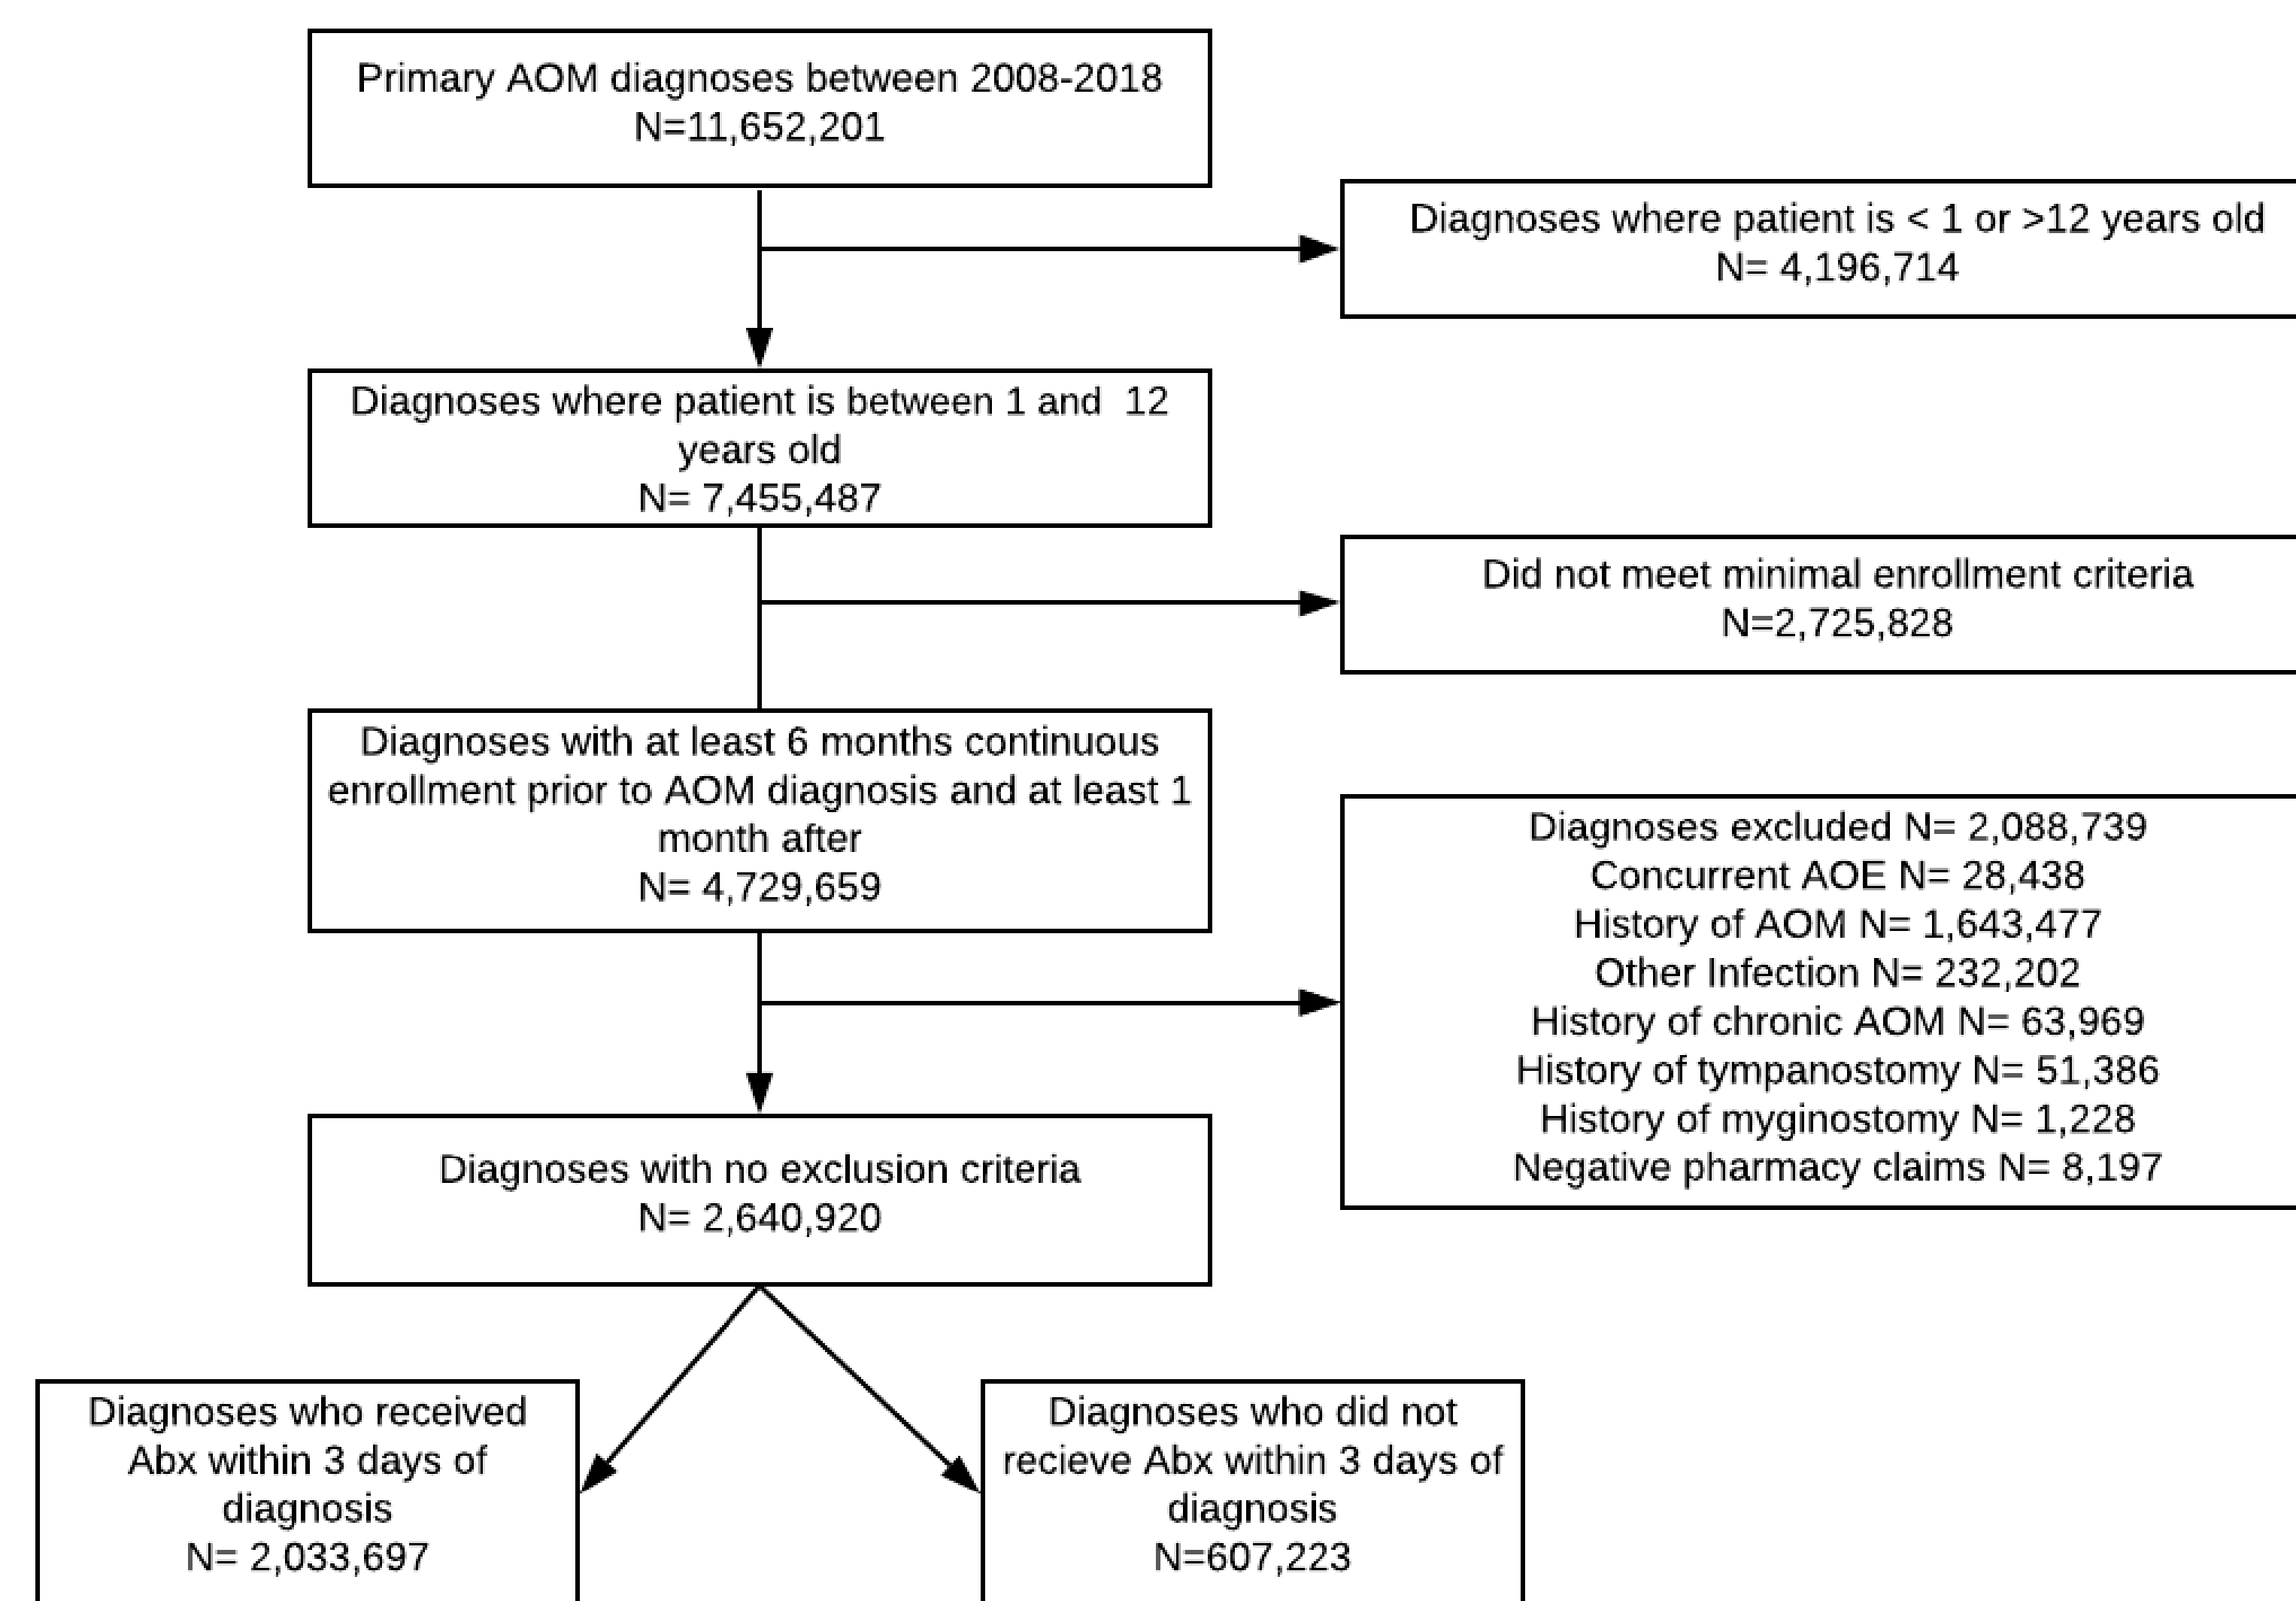 Primary AOM diagnoses between 2008-2018
N=11,652,201
Diagnoses where patient is < 1 or >12 years old
N= 4,196,714
Diagnoses where patient is between 1 and 12
years old
N= 7,455,487
Did not meet minimal enrollment criteria
N=2,725,828
Diagnoses with at least 6 months continuous
enrollment prior to AOM diagnosis and at least 1
month after
N= 4,729,659
Diagnoses excluded N= 2,088,739
Concurrent AOE N= 28,438
History of AOM N= 1,643,477
Other Infection N= 232,202
History of chronic AOM N= 63,969
History of tympanostomy N= 51,386
History of myginostomy N= 1,228
Negative pharmacy claims N= 8,197
Diagnoses with no exclusion criteria
N= 2,640,920
Diagnoses who received
Abx within 3 days of
diagnosis
N= 2,033,697
Diagnoses who did not
recieve Abx within 3 days of
diagnosis
N=607,223